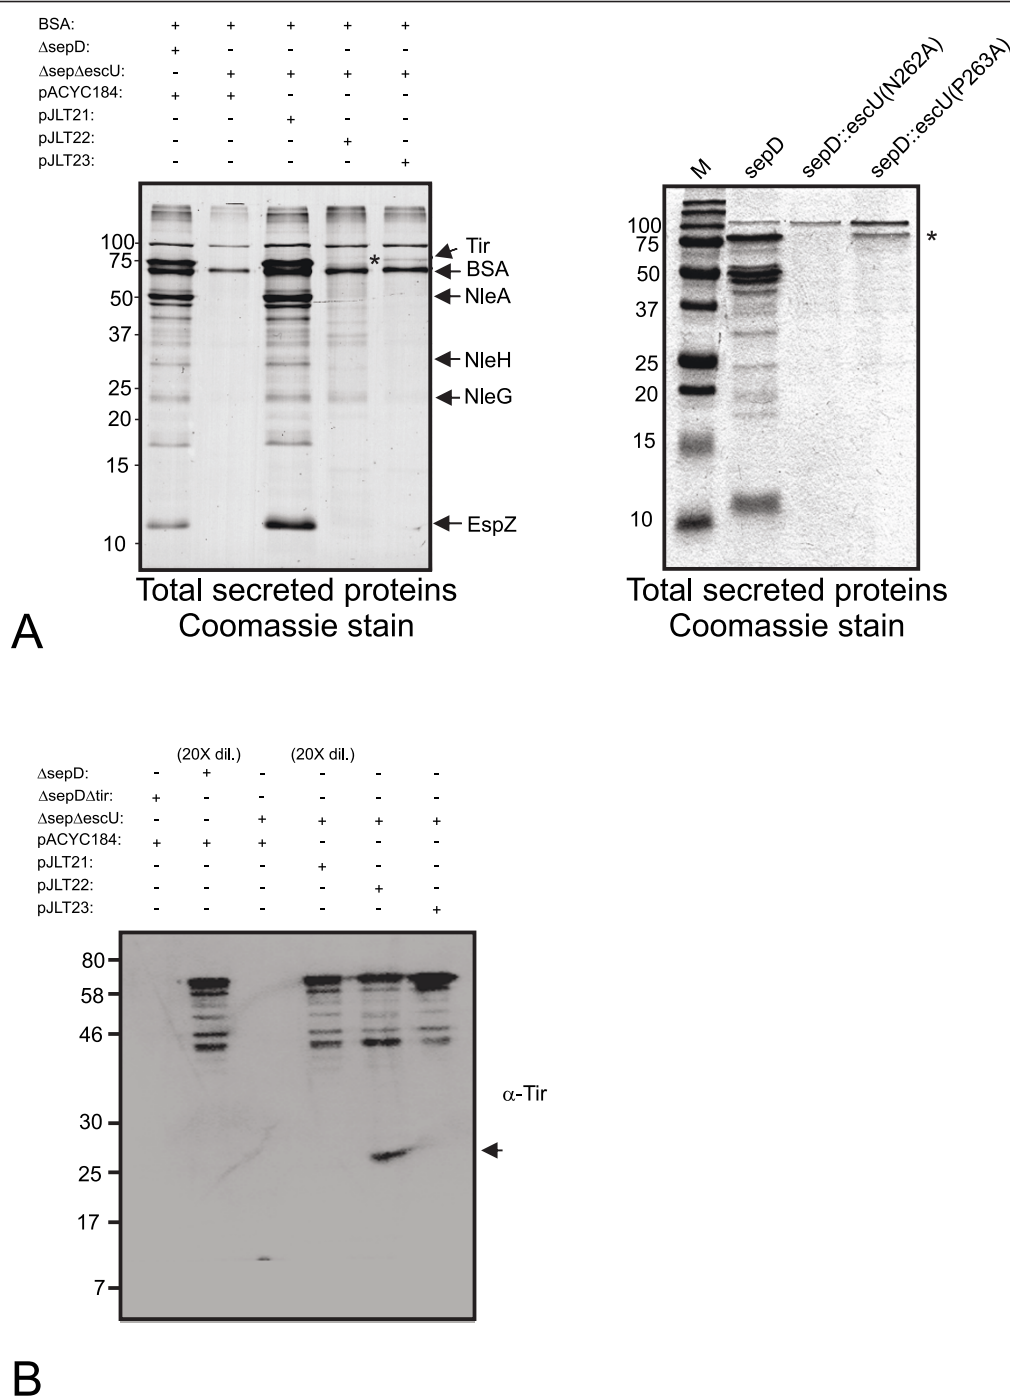 BSA: + + + + +
ΔsepD: + - - - -
ΔsepΔescU: - + + + +
pACYC184: + + - - -
pJLT21: - - + - -
pJLT22: - - - + -
pJLT23: - - - - +
100
75
50
37
25
20
15
10
*
Tir
BSA
NleA
NleH
NleG
EspZ
Total secreted proteins
Coomassie stain
A
M
sepD
sepD::escU(N262A)
sepD::escU(P263A)
100
75
50
37
25
20
15
10
*
Total secreted proteins
Coomassie stain
(20X dil.) (20X dil.)
ΔsepD: - + - - - -
ΔsepDΔtir: + - - - - -
ΔsepΔescU: - - + + + +
pACYC184: + + + - - -
pJLT21: - - - + - -
pJLT22: - - - - + -
pJLT23: - - - - - +
80
58
46
30
25
17
7
α-Tir
B